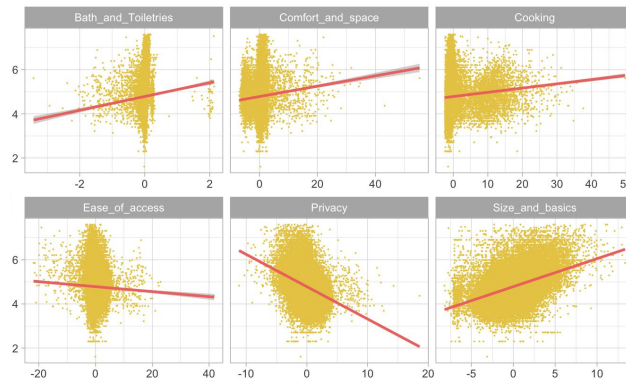 Bath_and_Toiletries Comfort_and_space Cooking
6
4
2
-2 0 2 0 20 40 0 10 20 30 40 50
Ease_of_access Privacy Size_and_basics
6
4
2
-20 0 20 40 -10 0 10 20 -5 0 5 10